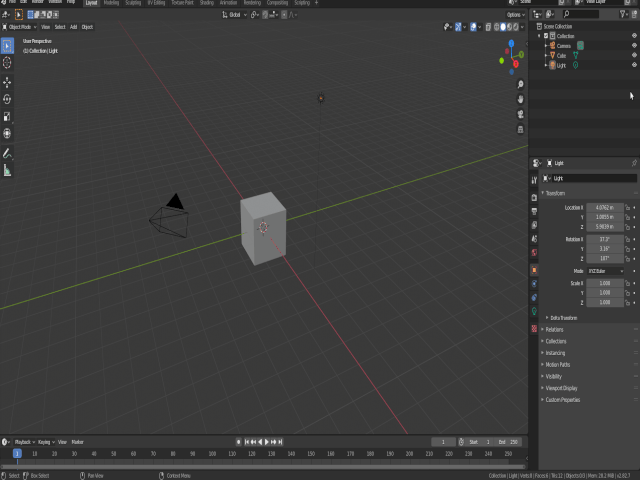 File Edit Render Window Help
Layout Modeling Sculpting UV Editing Texture Paint Shading Animation Rendering Compositing Scripting
Scene View Layer
Global Options
Object Mode View Select Add Object
User Perspective
(1) Collection | Light
Scene Collection
Collection
Camera
Cube
Light
Light
Light
Transform
Location X 4.0762 m
Y 1.0055 m
Z 5.9039 m
Rotation X 37.3°
Y 3.16°
Z 107°
Mode XYZ Euler
Scale X 1.000
Y 1.000
Z 1.000
Delta Transform
Relations
Collections
Instancing
Motion Paths
Visibility
Viewport Display
Custom Properties
Playback Keying View Marker
1 Start 1 End 250
1 10 20 30 40 50 60 70 80 90 100 110 120 130 140 150 160 170 180 190 200 210 220 230 240 250
Select Box Select Pan View Context Menu
Collection | Light | Verts:8 | Faces:6 | Tris:12 | Objects:0/3 | Mem: 26.2 MiB | v2.82.7